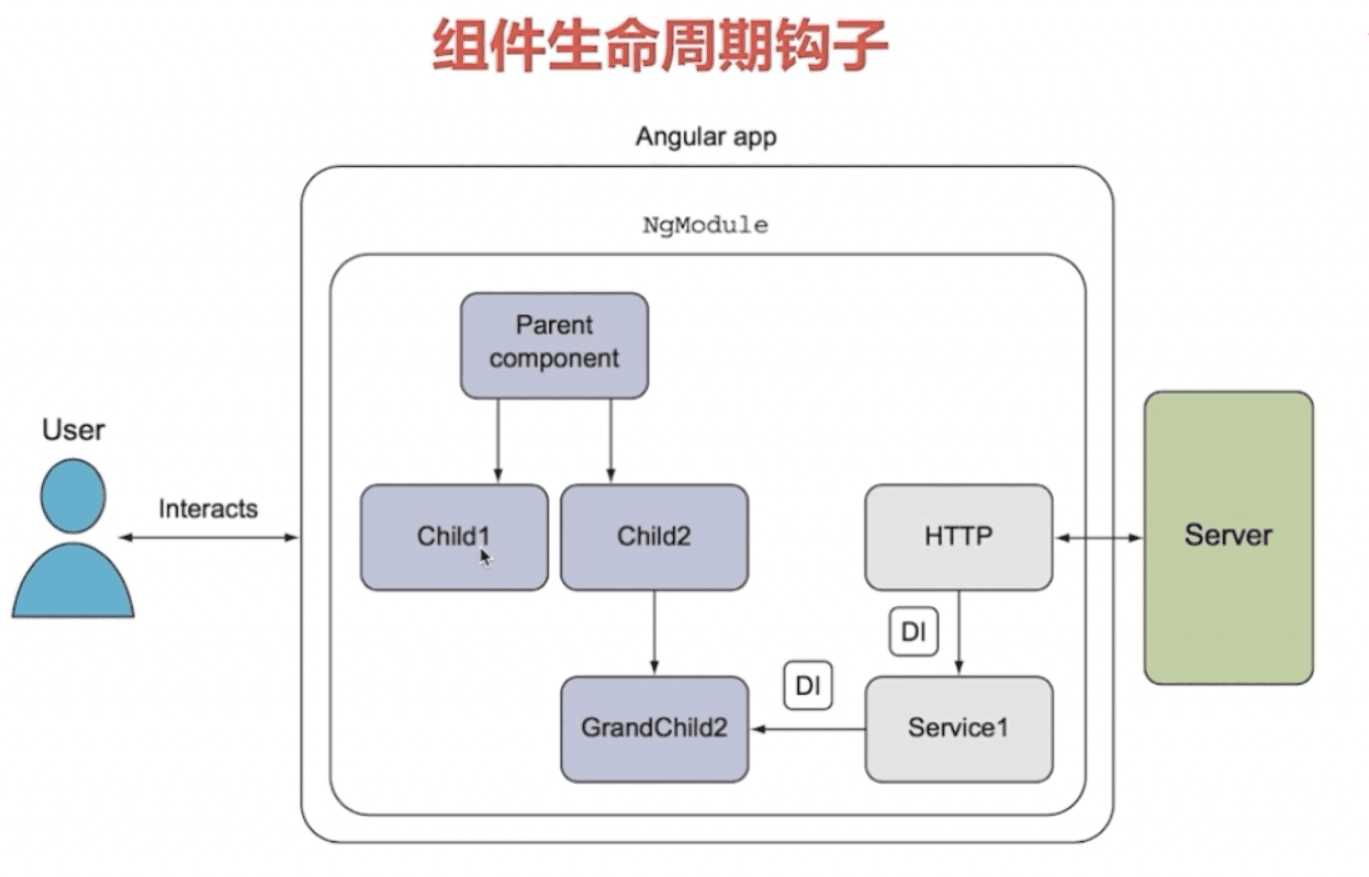 组件生命周期钩子
Angular app
NgModule
Parent
component
User
Interacts
Child1
Child2
HTTP
Server
DI
DI
GrandChild2
Service1